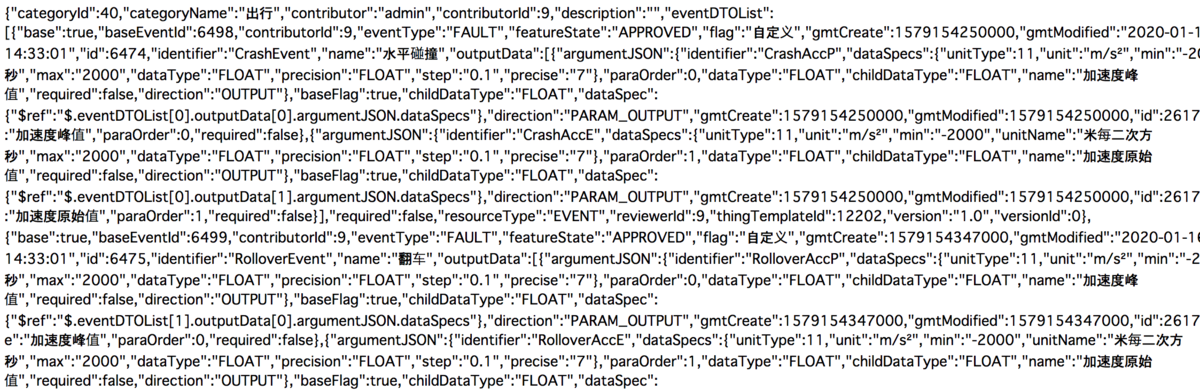 {"categoryId":40,"categoryName":"出行","contributor":"admin","contributorId":9,"description":"","eventDTOList":
[{"base":true,"baseEventId":6498,"contributorId":9,"eventType":"FAULT","featureState":"APPROVED","flag":"自定义","gmtCreate":1579154250000,"gmtModified":"2020-01-1
14:33:01","id":6474,"identifier":"CrashEvent","name":"水平碰撞","outputData":[{"argumentJSON":{"identifier":"CrashAccP","dataSpecs":{"unitType":11,"unit":"m/s²","min":"-20
秒","max":"2000","dataType":"FLOAT","precision":"FLOAT","step":"0.1","precise":"7"},"paraOrder":0,"dataType":"FLOAT","childDataType":"FLOAT","name":"加速度峰
值","required":false,"direction":"OUTPUT"},"baseFlag":true,"childDataType":"FLOAT","dataSpec":
{"$ref":"$.eventDTOList[0].outputData[0].argumentJSON.dataSpecs"},"direction":"PARAM_OUTPUT","gmtCreate":1579154250000,"gmtModified":1579154250000,"id":2617
:"加速度峰值","paraOrder":0,"required":false},{"argumentJSON":{"identifier":"CrashAccE","dataSpecs":{"unitType":11,"unit":"m/s²","min":"-2000","unitName":"米每二次方
秒","max":"2000","dataType":"FLOAT","precision":"FLOAT","step":"0.1","precise":"7"},"paraOrder":1,"dataType":"FLOAT","childDataType":"FLOAT","name":"加速度原始
值","required":false,"direction":"OUTPUT"},"baseFlag":true,"childDataType":"FLOAT","dataSpec":
{"$ref":"$.eventDTOList[0].outputData[1].argumentJSON.dataSpecs"},"direction":"PARAM_OUTPUT","gmtCreate":1579154250000,"gmtModified":1579154250000,"id":2617
:"加速度原始值","paraOrder":1,"required":false}],"required":false,"resourceType":"EVENT","reviewerId":9,"thingTemplateId":12202,"version":"1.0","versionId":0},
{"base":true,"baseEventId":6499,"contributorId":9,"eventType":"FAULT","featureState":"APPROVED","flag":"自定义","gmtCreate":1579154347000,"gmtModified":"2020-01-16
14:33:01","id":6475,"identifier":"RolloverEvent","name":"翻车","outputData":[{"argumentJSON":{"identifier":"RolloverAccP","dataSpecs":{"unitType":11,"unit":"m/s²","min":"-2
秒","max":"2000","dataType":"FLOAT","precision":"FLOAT","step":"0.1","precise":"7"},"paraOrder":0,"dataType":"FLOAT","childDataType":"FLOAT","name":"加速度峰
值","required":false,"direction":"OUTPUT"},"baseFlag":true,"childDataType":"FLOAT","dataSpec":
{"$ref":"$.eventDTOList[1].outputData[0].argumentJSON.dataSpecs"},"direction":"PARAM_OUTPUT","gmtCreate":1579154347000,"gmtModified":1579154347000,"id":2617
e":"加速度峰值","paraOrder":0,"required":false},{"argumentJSON":{"identifier":"RolloverAccE","dataSpecs":{"unitType":11,"unit":"m/s²","min":"-2000","unitName":"米每二次方
秒","max":"2000","dataType":"FLOAT","precision":"FLOAT","step":"0.1","precise":"7"},"paraOrder":1,"dataType":"FLOAT","childDataType":"FLOAT","name":"加速度原始
值","required":false,"direction":"OUTPUT"},"baseFlag":true,"childDataType":"FLOAT","dataSpec":